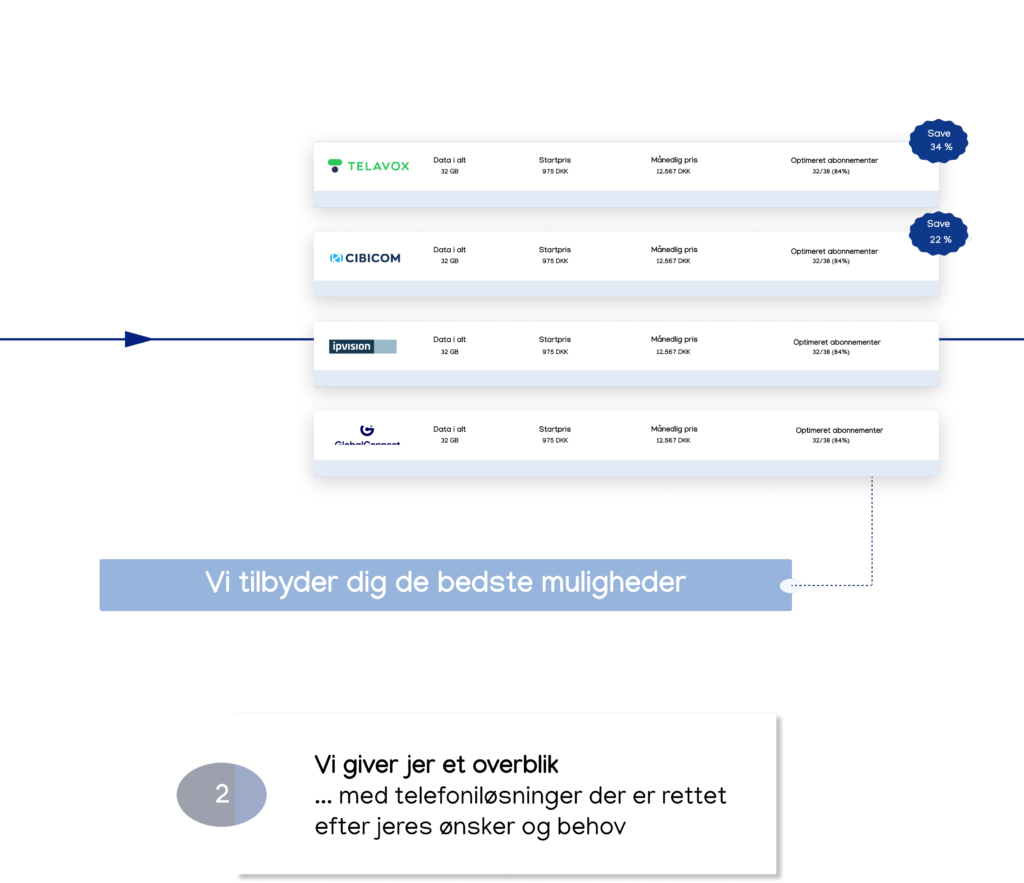 Save
34 %
TELAVOX
Data i alt
Startpris
Månedlig pris
Optimeret abonnementer
32 GB
975 DKK
12.567 DKK
32/38 (84%)
Save
22 %
CIBICOM
Data i alt
Startpris
Månedlig pris
Optimeret abonnementer
32 GB
975 DKK
12.567 DKK
32/38 (84%)
ipvision
Data i alt
Startpris
Månedlig pris
Optimeret abonnementer
32 GB
975 DKK
12.567 DKK
32/38 (84%)
GlobalConnect
Data i alt
Startpris
Månedlig pris
Optimeret abonnementer
32 GB
975 DKK
12.567 DKK
32/38 (84%)
Vi tilbyder dig de bedste muligheder
2
Vi giver jer et overblik
... med telefoniløsninger der er rettet
efter jeres ønsker og behov